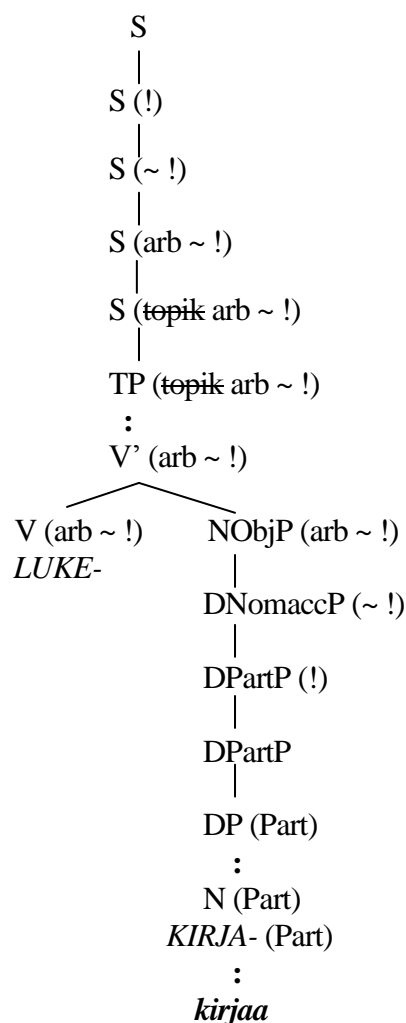 S
S (!)
S (~ !)
S (arb ~ !)
S (topik arb ~ !)
TP (topik arb ~ !)
:
V’ (arb ~ !)
V (arb ~ !) NObjP (arb ~ !)
LUKE-
DNomaccP (~ !)
DPartP (!)
DPartP
DP (Part)
:
N (Part)
KIRJA- (Part)
:
kirjaa